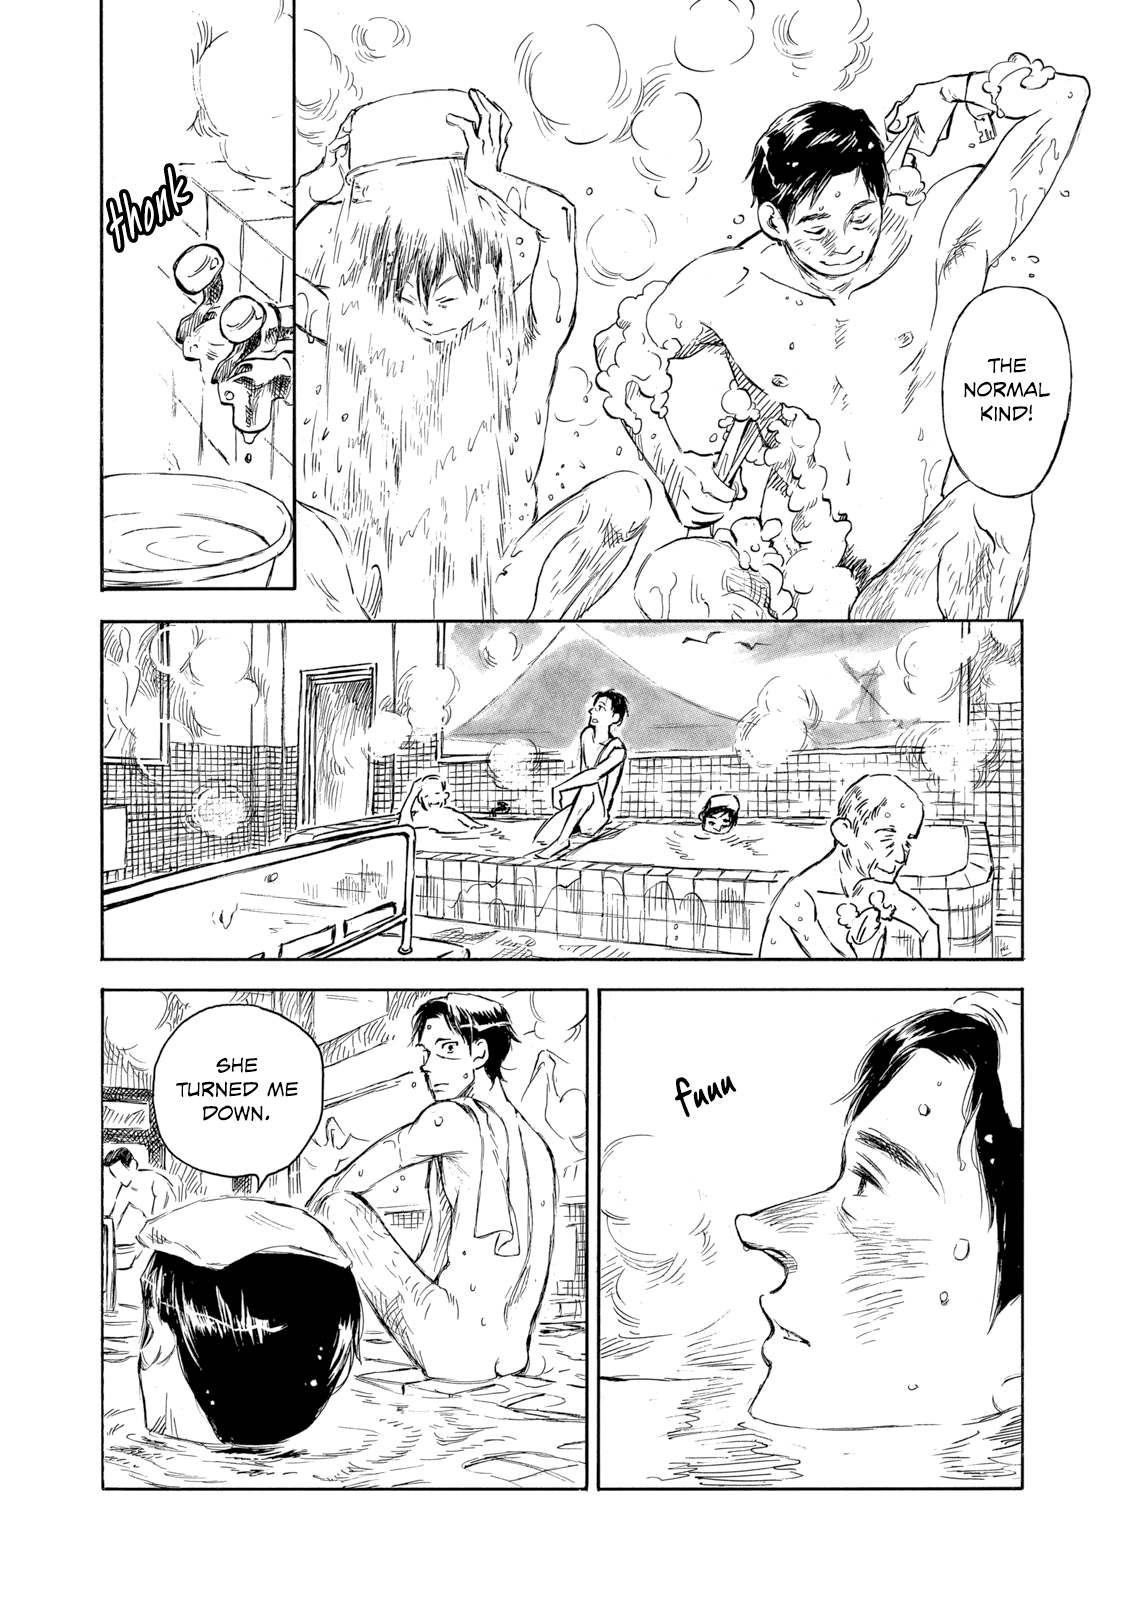 THE
NORMAL
KIND!
thonk
fuuu
SHE
TURNED ME
DOWN.